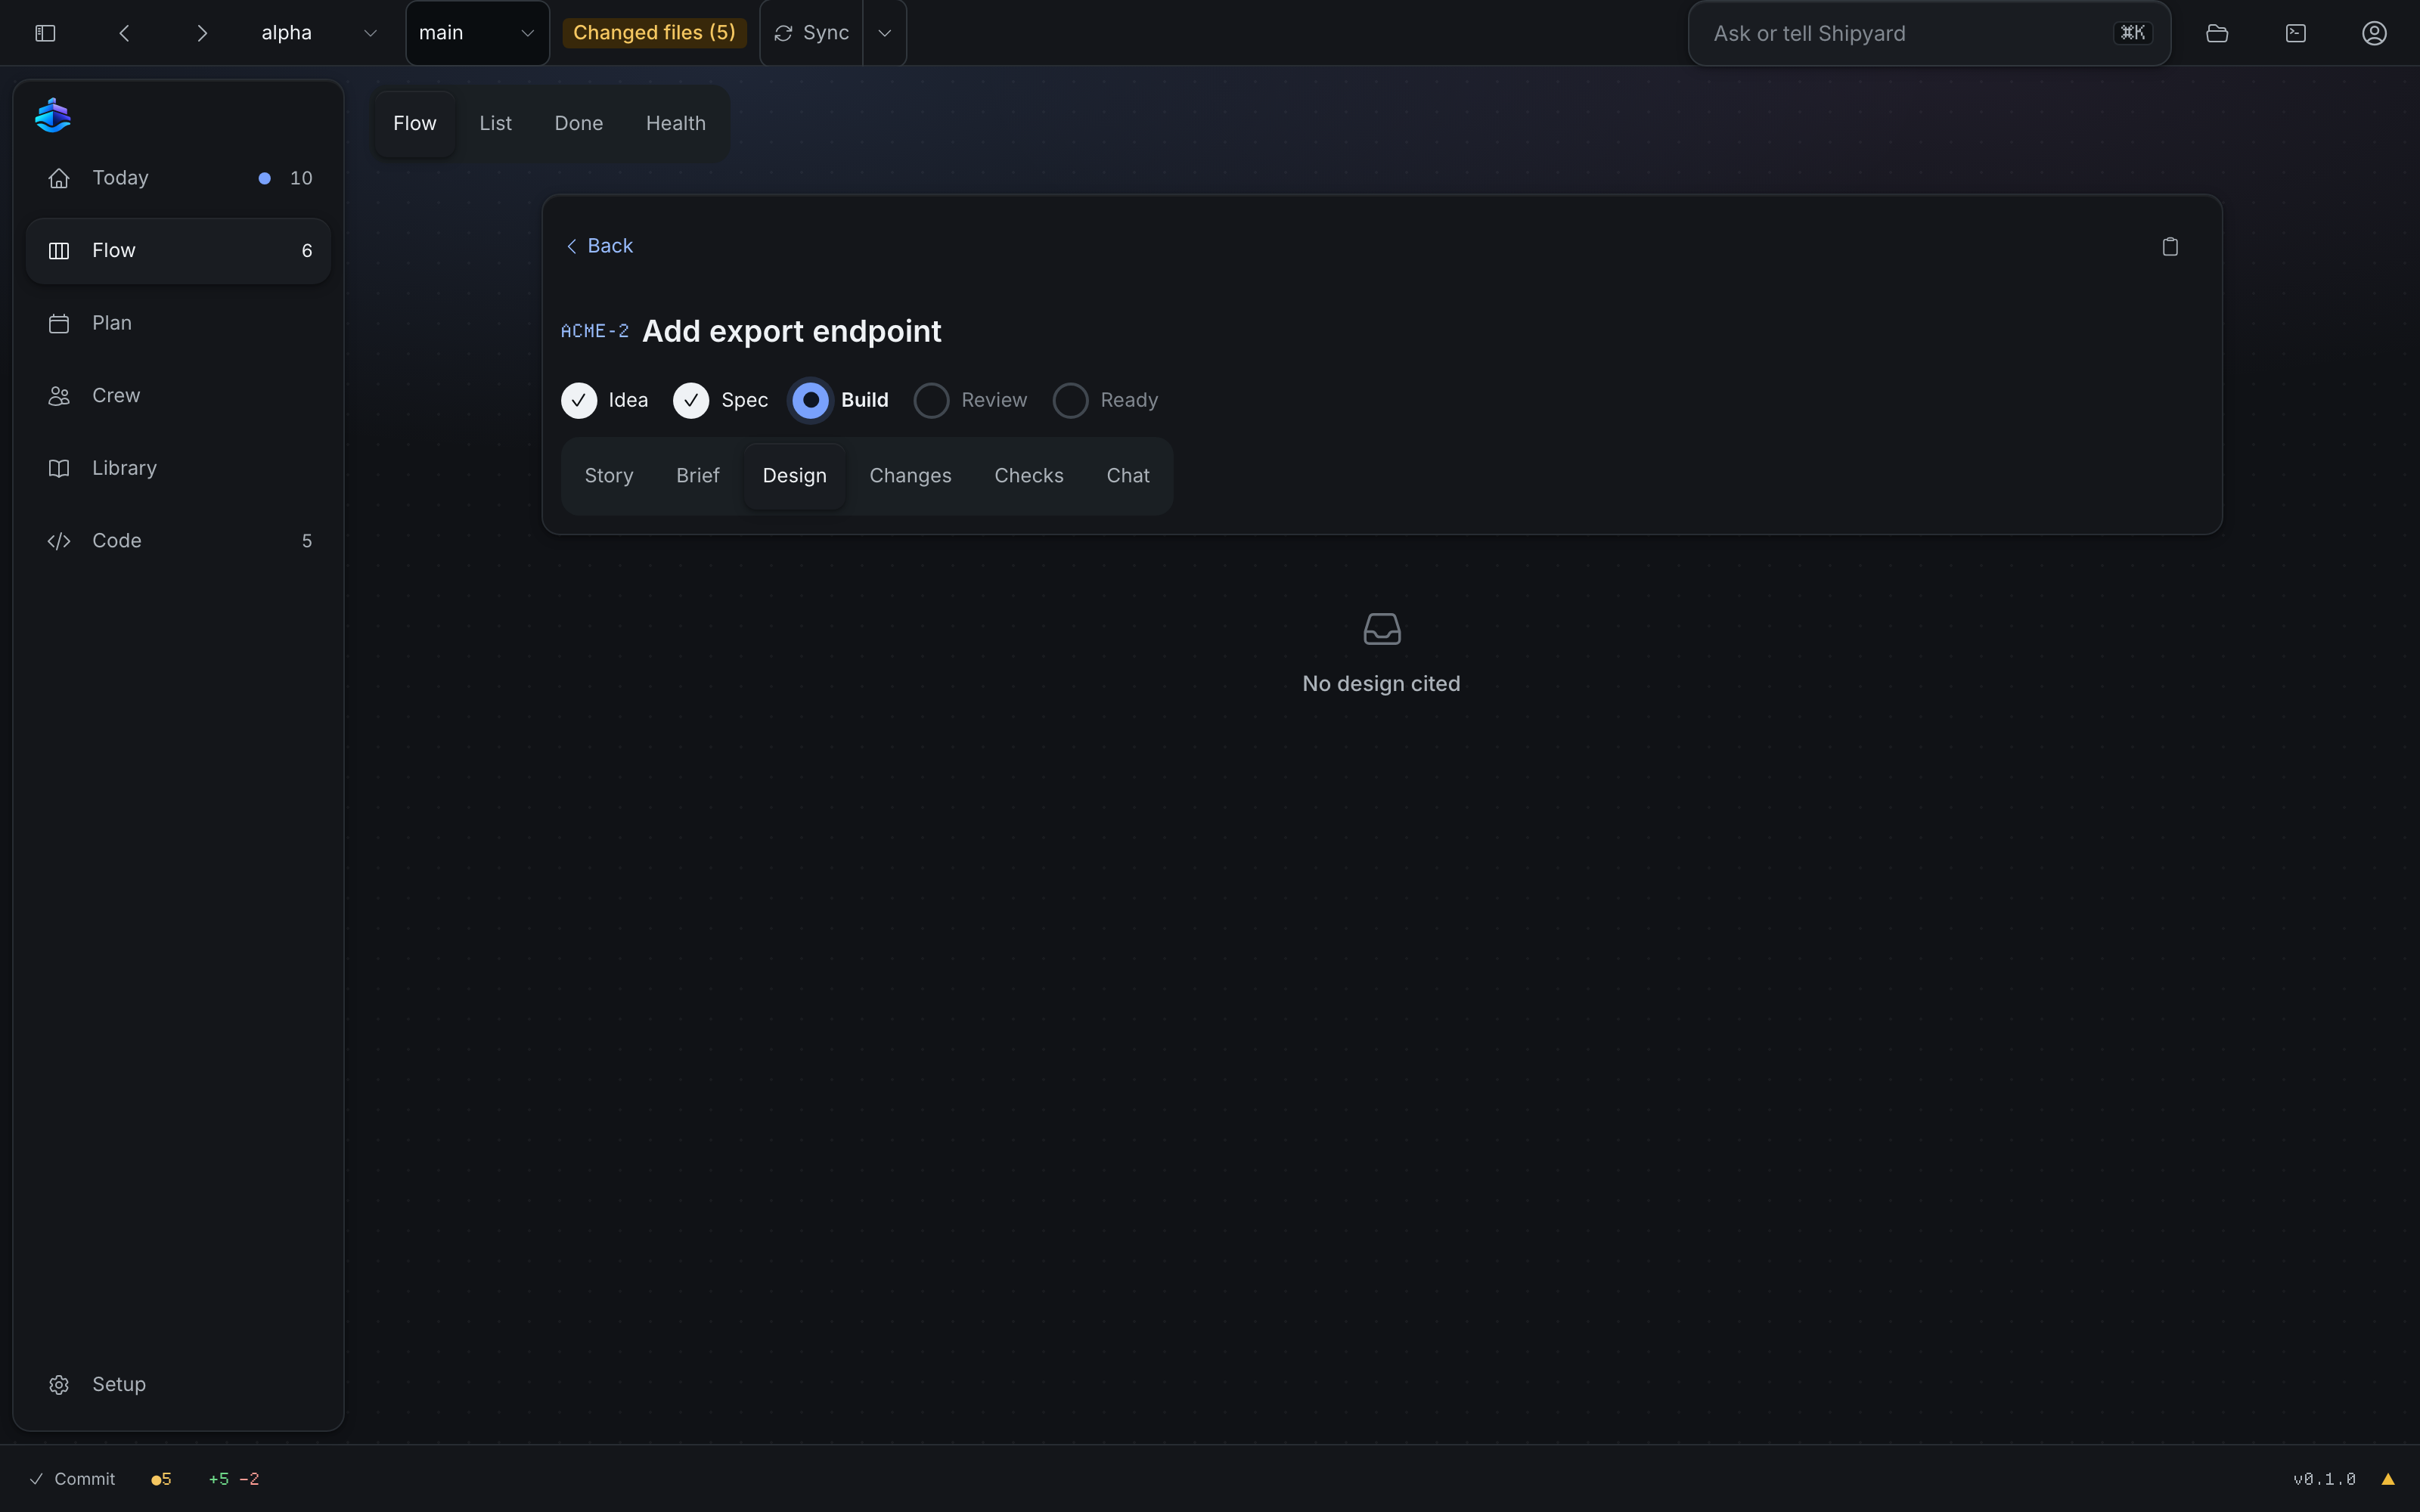 alpha
main
Changed files (5)
Sync
Ask or tell Shipyard
⌘K
Today 10
Flow 6
Plan
Crew
Library
Code 5
Setup
Flow List Done Health
Back
ACME-2 Add export endpoint
Idea Spec Build Review Ready
Story Brief Design Changes Checks Chat
No design cited
Commit 5 +5 -2
v0.1.0